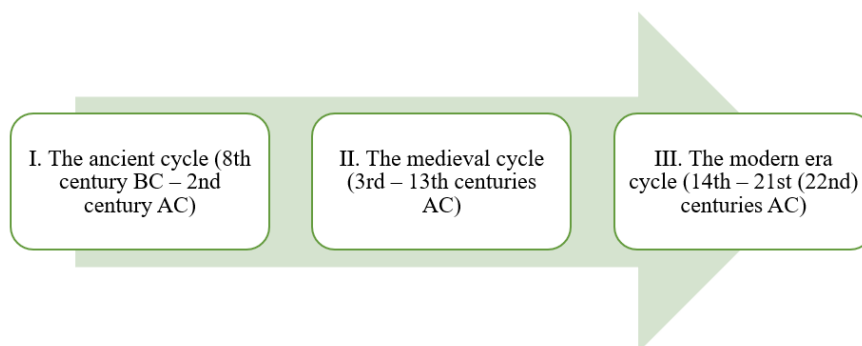 I. The ancient cycle (8th
century BC – 2nd
century AC)
II. The medieval cycle
(3rd – 13th centuries
AC)
III. The modern era
cycle (14th – 21st (22nd)
centuries AC)